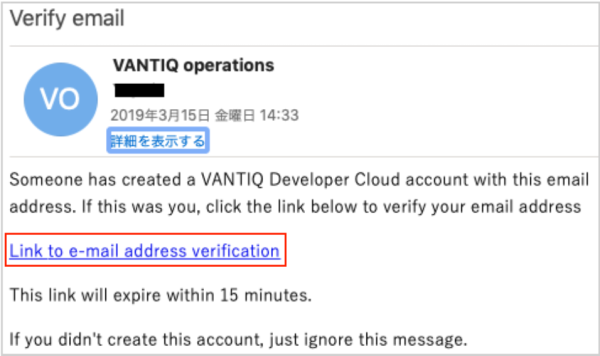 Verify email
VO
VANTIQ operations
2019年3月15日 金曜日 14:33
詳細を表示する
Someone has created a VANTIQ Developer Cloud account with this email
address. If this was you, click the link below to verify your email address
Link to e-mail address verification
This link will expire within 15 minutes.
If you didn't create this account, just ignore this message.